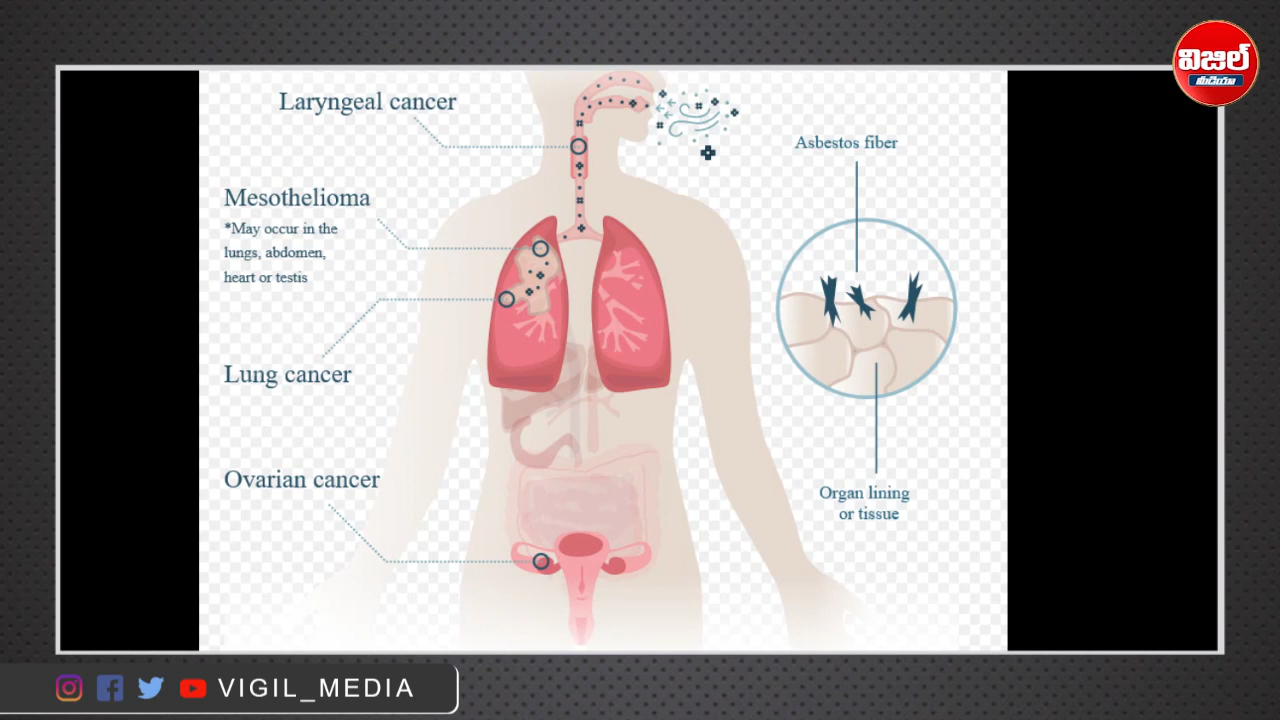 విజిల్
మీడియా
Laryngeal cancer
Asbestos fiber
Mesothelioma
*May occur in the
lungs, abdomen,
heart or testis
Lung cancer
Ovarian cancer
Organ lining
or tissue
VIGIL_MEDIA